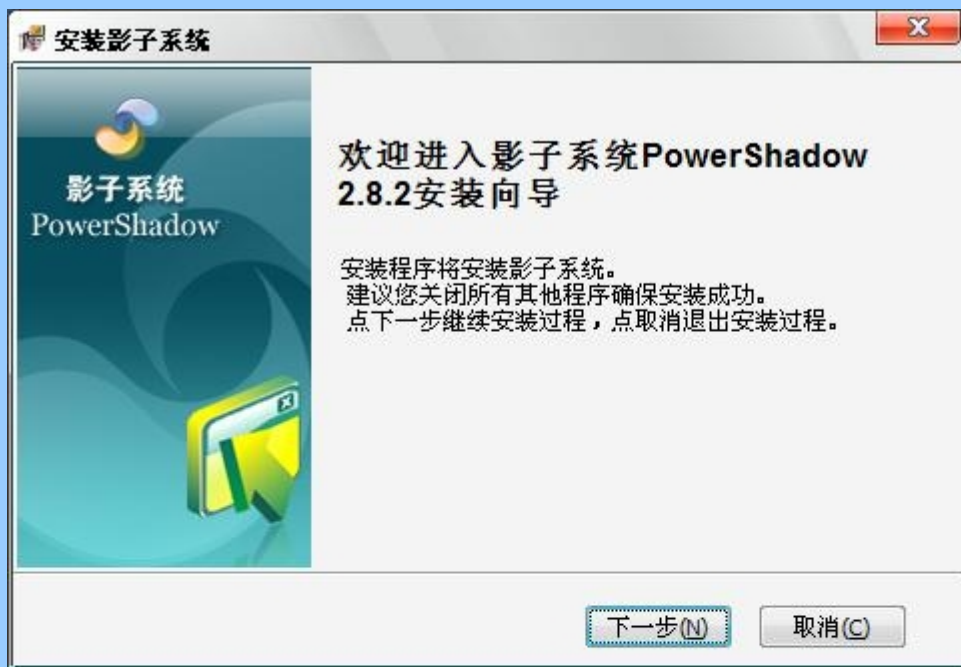 安装影子系统
影子系统
PowerShadow
欢迎进入影子系统PowerShadow
2.8.2安装向导
安装程序将安装影子系统。
建议您关闭所有其他程序确保安装成功。
点下一步继续安装过程，点取消退出安装过程。
下一步(N)
取消(C)